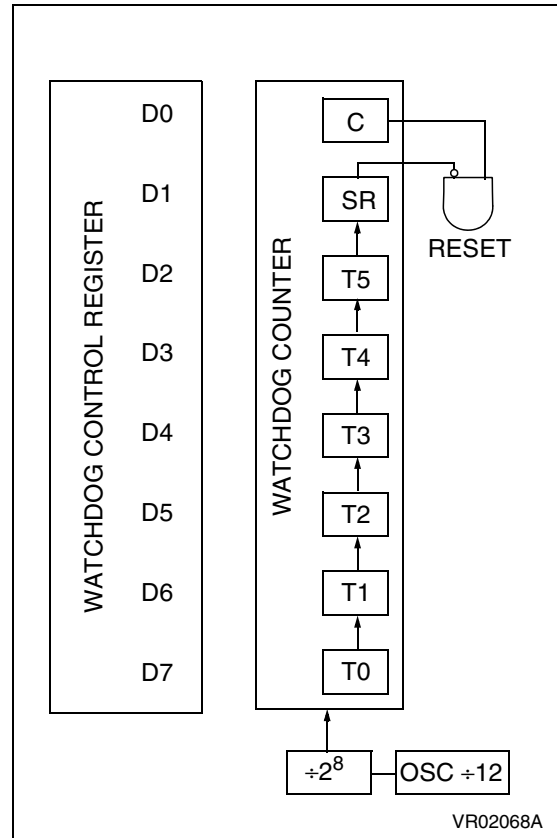 WATCHDOG CONTROL REGISTER
D0
D1
D2
D3
D4
D5
D6
D7
WATCHDOG COUNTER
C
SR
T5
T4
T3
T2
T1
T0
RESET
÷2⁸
OSC ÷12
VR02068A